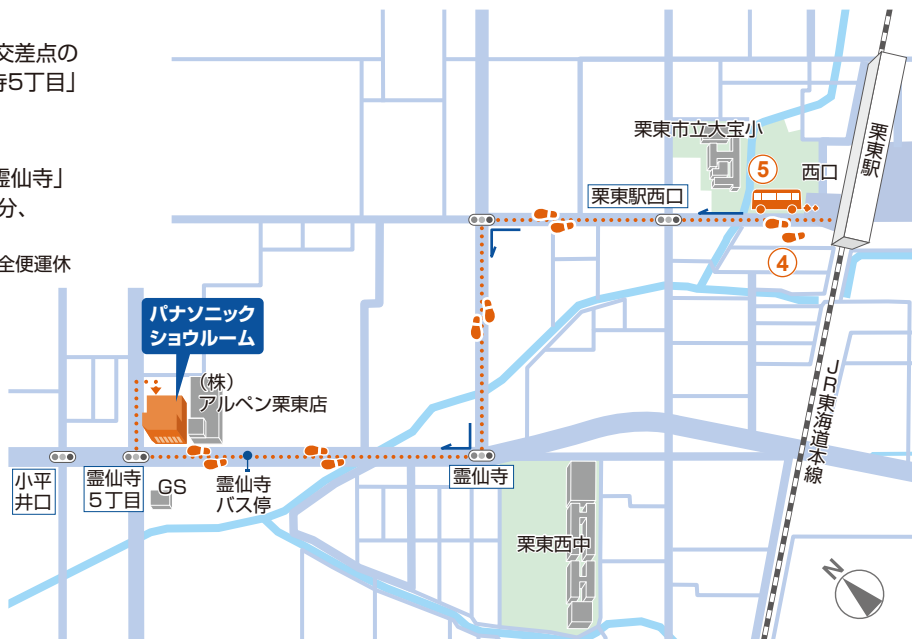 交差点の
寺5丁目」
霊仙寺」
分、
全便運休
栗東市立大宝小
栗東駅
⑤
西口
栗東駅西口
④
パナソニック
ショウルーム
(株)
アルペン栗東店
JR東海道本線
小平
井口
霊仙寺
5丁目
GS
霊仙寺
バス停
霊仙寺
栗東西中
N